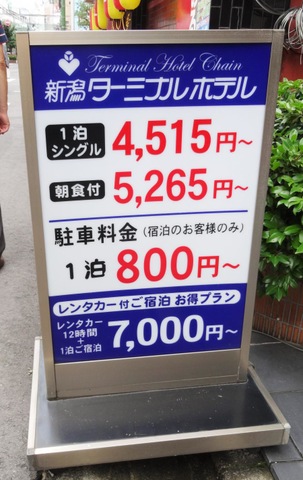 Terminal Hotel Chain
新潟ターミナルホテル
1泊
シングル 4,515円～
朝食付 5,265円～
駐車料金（宿泊のお客様のみ）
1泊 800円～
レンタカー付ご宿泊 お得プラン
レンタカー
12時間
+
1泊ご宿泊
7,000円～